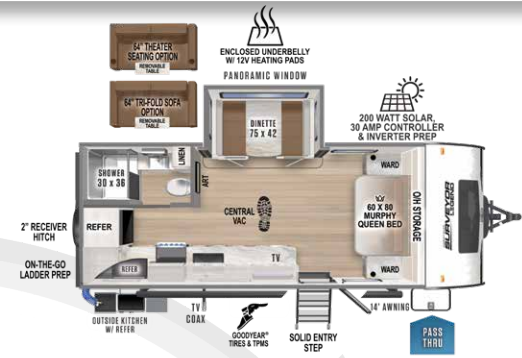 64" THEATER
SEATING OPTION
REMOVABLE
TABLE
64" TRI-FOLD SOFA
OPTION
REMOVABLE
TABLE
ENCLOSED UNDERBELLY
W/ 12V HEATING PADS
PANORAMIC WINDOW
DINETTE
75 x 42
200 WATT SOLAR,
30 AMP CONTROLLER
& INVERTER PREP
SHOWER
30 x 36
LINEN
ART
WARD
60 X 80
MURPHY
QUEEN BED
O/H STORAGE
SURVEYOR
LEGEND
CENTRAL
VAC
2" RECEIVER
HITCH
REFER
ON-THE-GO
LADDER PREP
REFER
TV
WARD
OUTSIDE KITCHEN
W/ REFER
TV
COAX
GOODYEAR®
TIRES & TPMS
SOLID ENTRY
STEP
14' AWNING
PASS
THRU